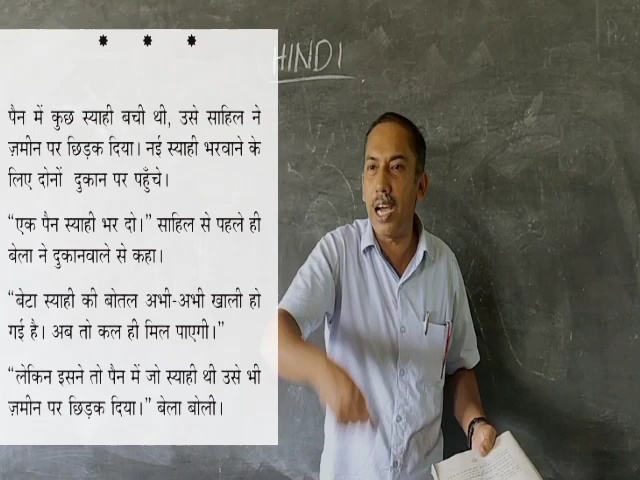 HINDI
पैन में कुछ स्याही बची थी, उसे साहिल ने
ज़मीन पर छिड़क दिया। नई स्याही भरवाने के
लिए दोनों दुकान पर पहुँचे।
“एक पैन स्याही भर दो।” साहिल से पहले ही
बेला ने दुकानवाले से कहा।
“बेटा स्याही की बोतल अभी-अभी खाली हो
गई है। अब तो कल ही मिल पाएगी।”
“लेकिन इसने तो पैन में जो स्याही थी उसे भी
ज़मीन पर छिड़क दिया।” बेला बोली।